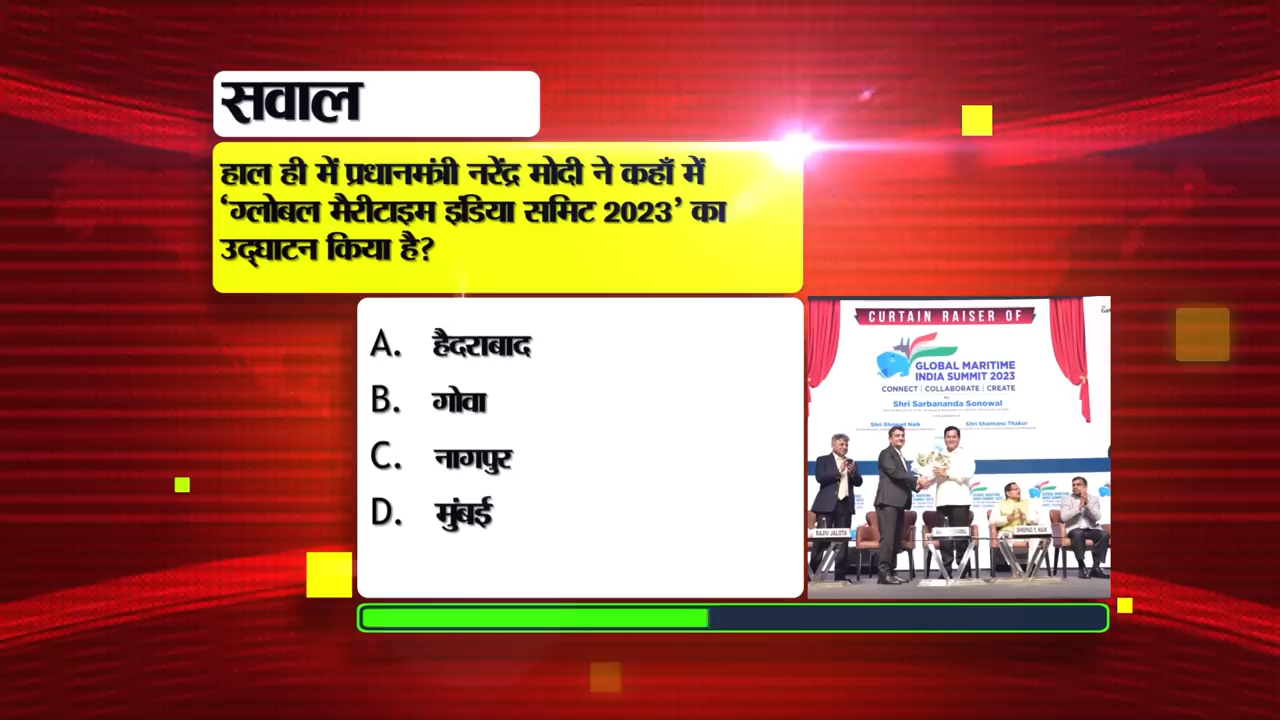 सवाल
हाल ही में प्रधानमंत्री नरेंद्र मोदी ने कहाँ में
‘ग्लोबल मैरीटाइम इंडिया समिट 2023’ का
उद्घाटन किया है?
A. हैदराबाद
B. गोवा
C. नागपुर
D. मुंबई
CURTAIN RAISER OF
GLOBAL MARITIME
INDIA SUMMIT 2023
CONNECT | COLLABORATE | CREATE
By
Shri Sarbananda Sonowal
Shri Shripad Naik
Shri Shantanu Thakur
RAJIV JALOTA
SHRIPAD Y. NAIK